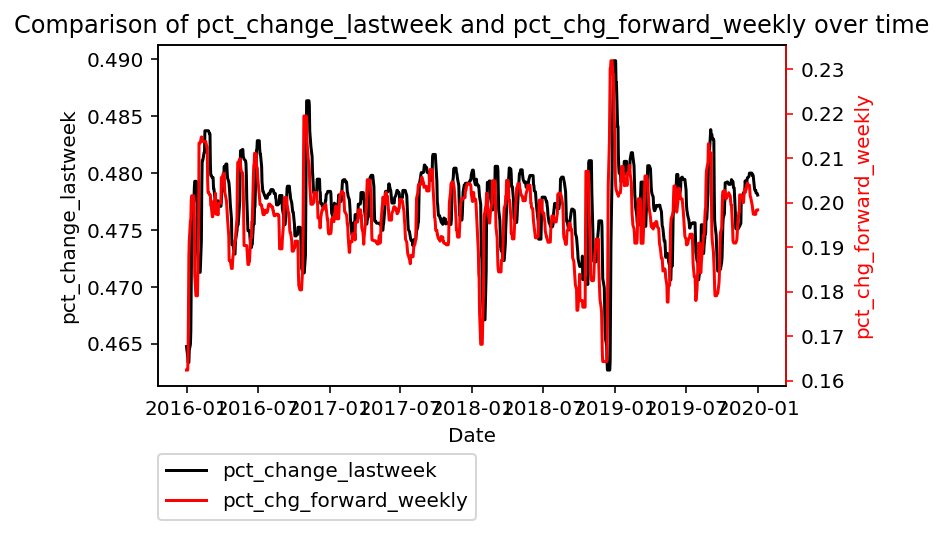 Comparison of pct_change_lastweek and pct_chg_forward_weekly over time
0.490
0.485
0.480
0.475
0.470
0.465
pct_change_lastweek
0.23
0.22
0.21
0.20
0.19
0.18
0.17
0.16
pct_chg_forward_weekly
2016-01 2016-07 2017-01 2017-07 2018-01 2018-07 2019-01 2019-07 2020-01
Date
pct_change_lastweek
pct_chg_forward_weekly